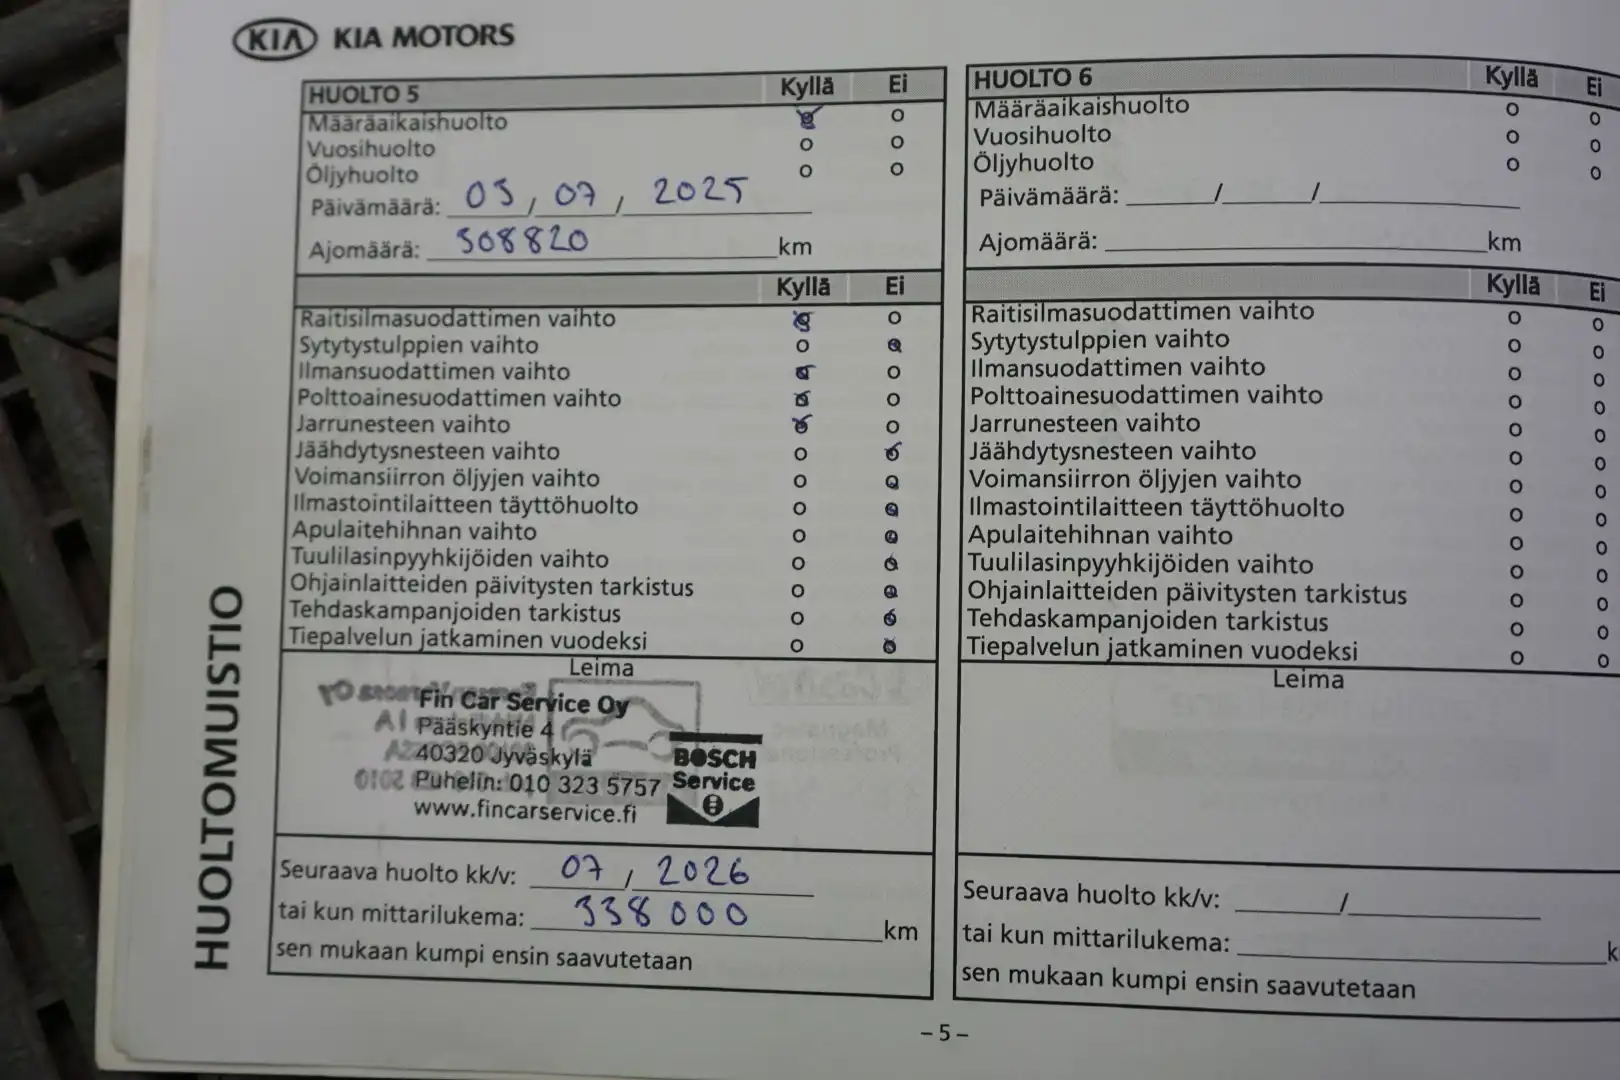 KIA KIA MOTORS
HUOLTO 5 Kyllä Ei
Määräaikaishuolto o o
Vuosihuolto o o
Öljyhuolto o o
Päivämäärä: 03 / 07 / 2025
Ajomäärä: 308820 km
Kyllä Ei
Raitisilmasuodattimen vaihto o o
Sytytystulppien vaihto o o
Ilmansuodattimen vaihto o o
Polttoainesuodattimen vaihto o o
Jarrunesteen vaihto o o
Jäähdytysnesteen vaihto o o
Voimansiirron öljyjen vaihto o o
Ilmastointilaitteen täyttöhuolto o o
Apulaitehihnan vaihto o o
Tuulilasinpyyhkijöiden vaihto o o
Ohjainlaitteiden päivitysten tarkistus o o
Tehdaskampanjoiden tarkistus o o
Tiepalvelun jatkaminen vuodeksi o o
Leima
Fin Car Service Oy
Pääskyntie 4
40320 Jyväskylä
Puhelin: 010 323 5757
www.fincarservice.fi
BOSCH
Service
Seuraava huolto kk/v: 07 / 2026
tai kun mittarilukema: 338 000 km
sen mukaan kumpi ensin saavutetaan
HUOLTO 6 Kyllä Ei
Määräaikaishuolto o o
Vuosihuolto o o
Öljyhuolto o o
Päivämäärä: / /
Ajomäärä: km
Kyllä Ei
Raitisilmasuodattimen vaihto o o
Sytytystulppien vaihto o o
Ilmansuodattimen vaihto o o
Polttoainesuodattimen vaihto o o
Jarrunesteen vaihto o o
Jäähdytysnesteen vaihto o o
Voimansiirron öljyjen vaihto o o
Ilmastointilaitteen täyttöhuolto o o
Apulaitehihnan vaihto o o
Tuulilasinpyyhkijöiden vaihto o o
Ohjainlaitteiden päivitysten tarkistus o o
Tehdaskampanjoiden tarkistus o o
Tiepalvelun jatkaminen vuodeksi o o
Leima
Seuraava huolto kk/v: /
tai kun mittarilukema: k
sen mukaan kumpi ensin saavutetaan
HUOLTOMUISTIO
– 5 –